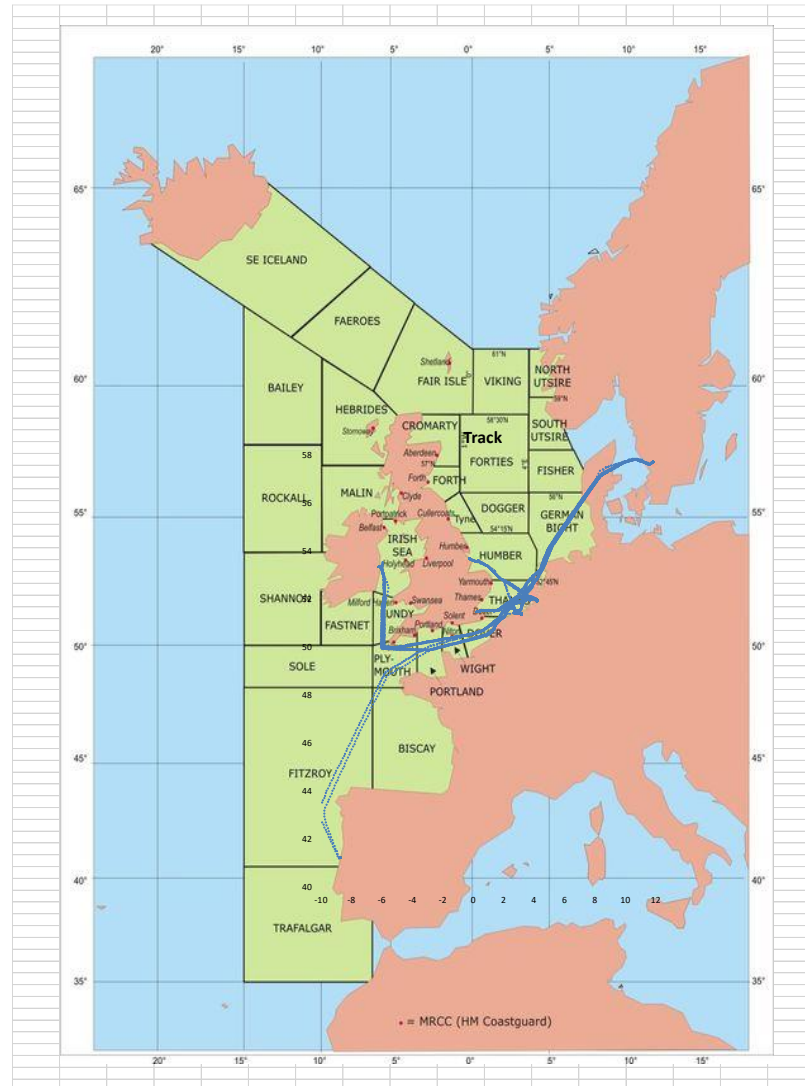 20° 15° 10° 5° 0° 5° 10° 15°
65° 65°
SE ICELAND
FAEROES
Shetland
61°N
FAIR ISLE
VIKING
NORTH
UTSIRE
60° 60°
BAILEY
59°N
HEBRIDES
Stornoway
CROMARTY
58°30'N
SOUTH
UTSIRE
Track
58
Aberdeen
57°N
FORTIES
FISHER
Forth
FORTH
ROCKALL
MALIN
Clyde
56
56°N
DOGGER
GERMAN
BIGHT
55° 55°
Portpatrick
Cullercoats
Tyne
Belfast
54°15'N
IRISH
SEA
Humber
HUMBER
54
Holyhead
Liverpool
Yarmouth
52°45N
SHANNON
52
Milford Haven
Swansea
Thames
THAMES
UNDY
FASTNET
Portland
Solent
Brixham
DOVER
50° 50 50°
SOLE
PLY-
MOUTH
WIGHT
PORTLAND
48
46
BISCAY
45° 45°
FITZROY
44
42
40° 40 40°
-10 -8 -6 -4 -2 0 2 4 6 8 10 12
TRAFALGAR
35° 35°
= MRCC (HM Coastguard)
20° 15° 10° 5° 0° 5° 10° 15°